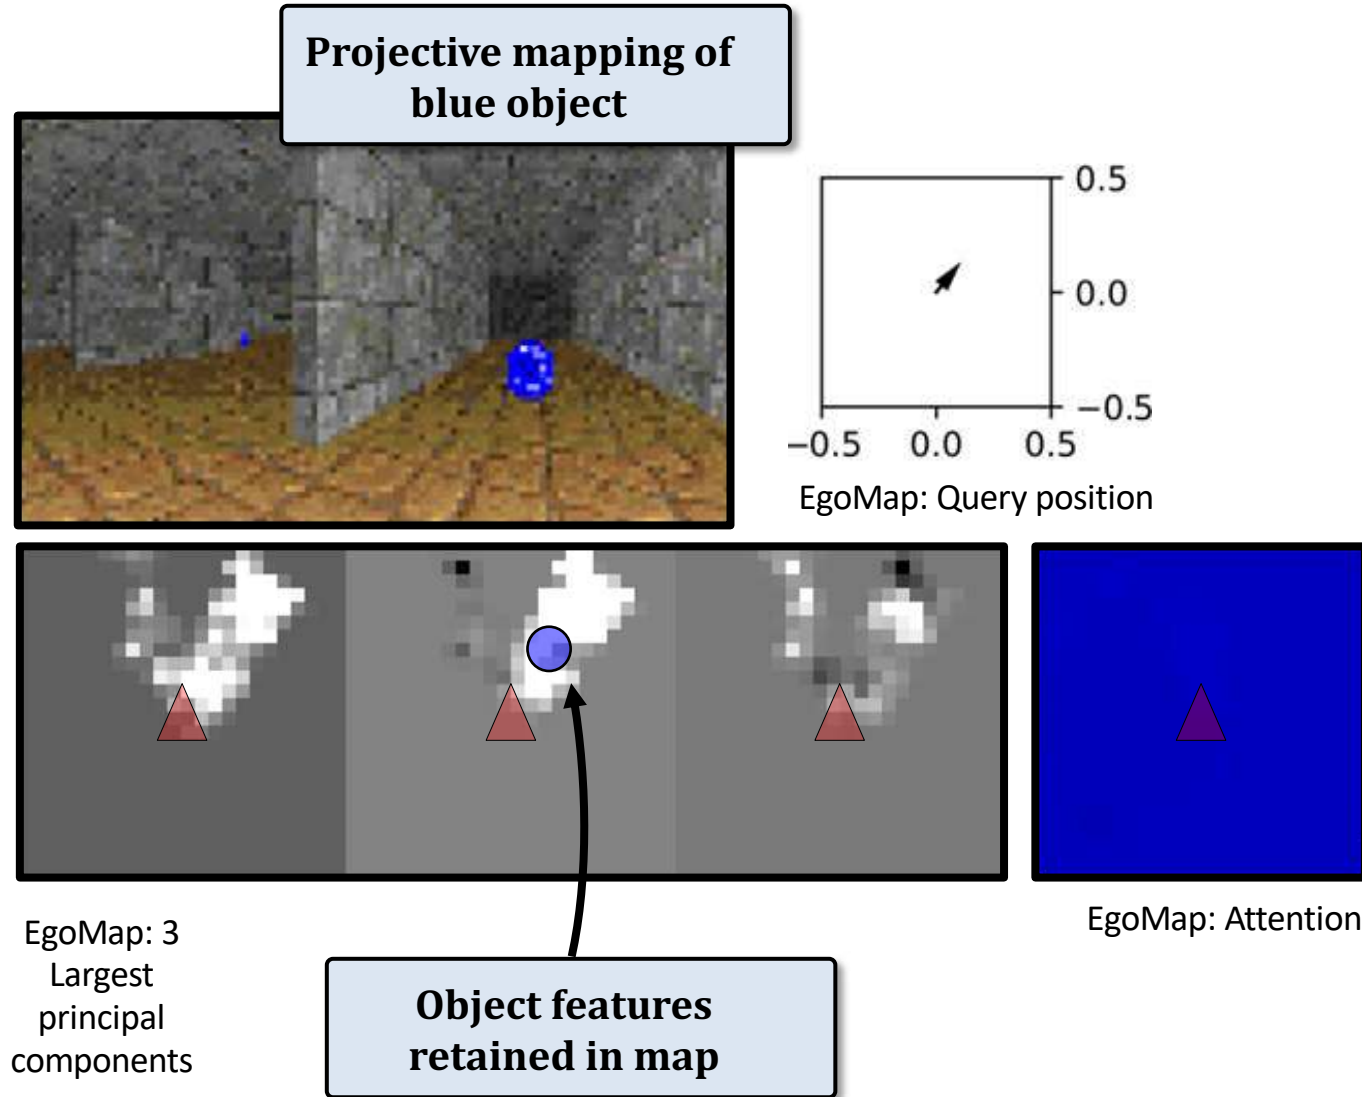 Projective mapping of
blue object
0.5
0.0
−0.5
−0.5 0.0 0.5
EgoMap: Query position
EgoMap: 3
Largest
principal
components
EgoMap: Attention
Object features
retained in map